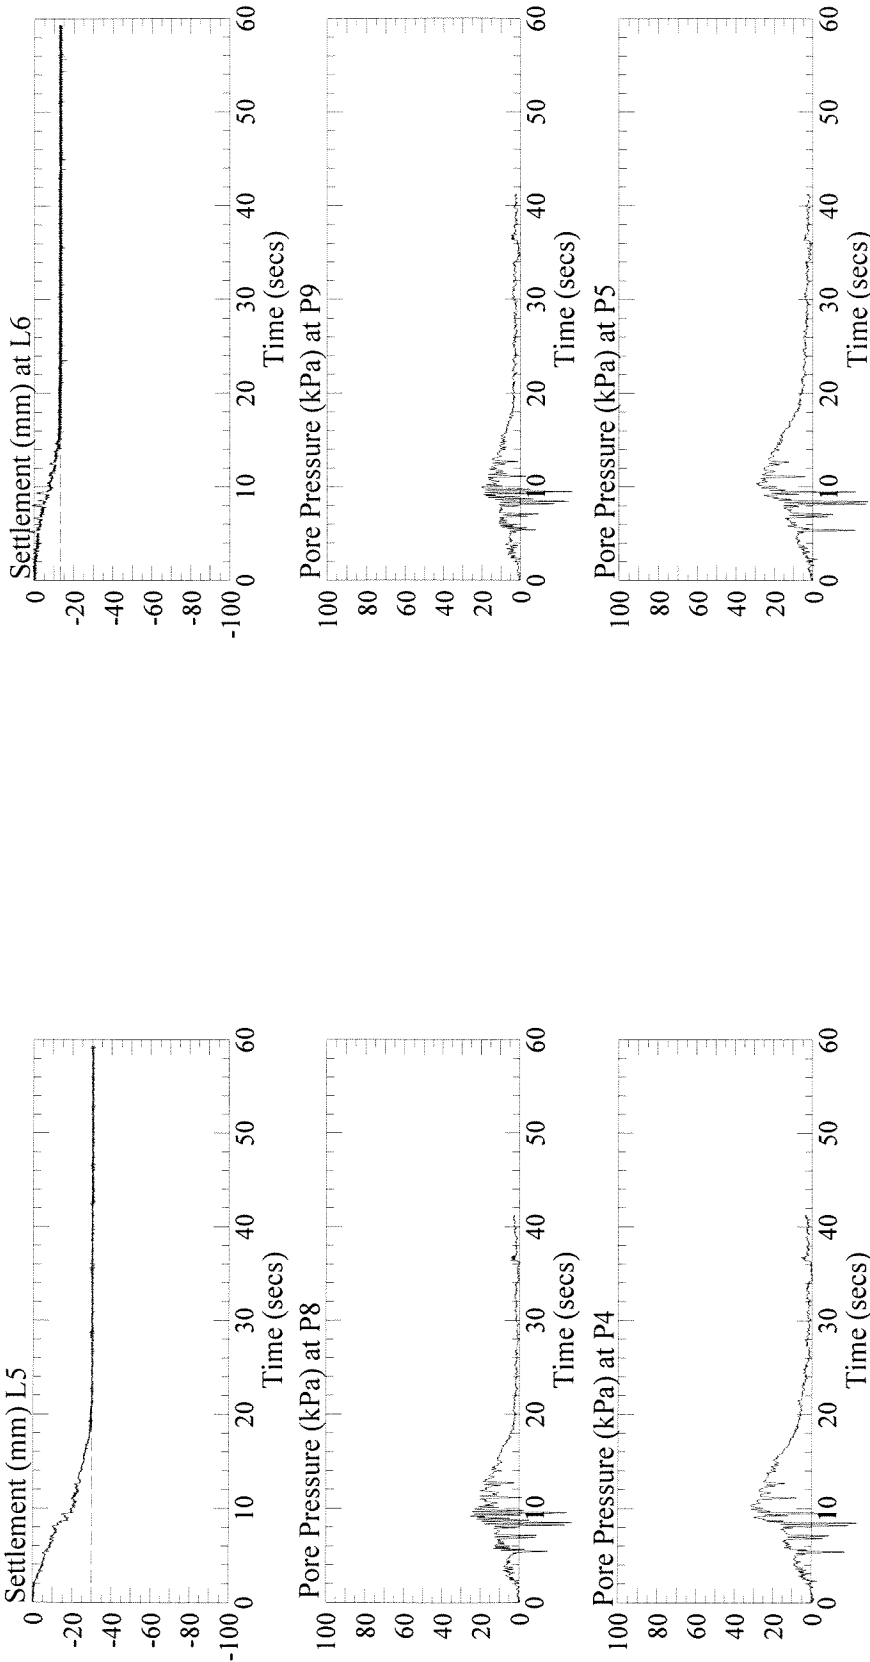 Settlement (mm) L5
0
-20
-40
-60
-80
-100
0 10 20 30 40 50 60
Time (secs)
Pore Pressure (kPa) at P8
100
80
60
40
20
0
0 10 20 30 40 50 60
Time (secs)
Pore Pressure (kPa) at P4
100
80
60
40
20
0
0 10 20 30 40 50 60
Time (secs)
Settlement (mm) at L6
0
-20
-40
-60
-80
-100
0 10 20 30 40 50 60
Time (secs)
Pore Pressure (kPa) at P9
100
80
60
40
20
0
0 10 20 30 40 50 60
Time (secs)
Pore Pressure (kPa) at P5
100
80
60
40
20
0
0 10 20 30 40 50 60
Time (secs)